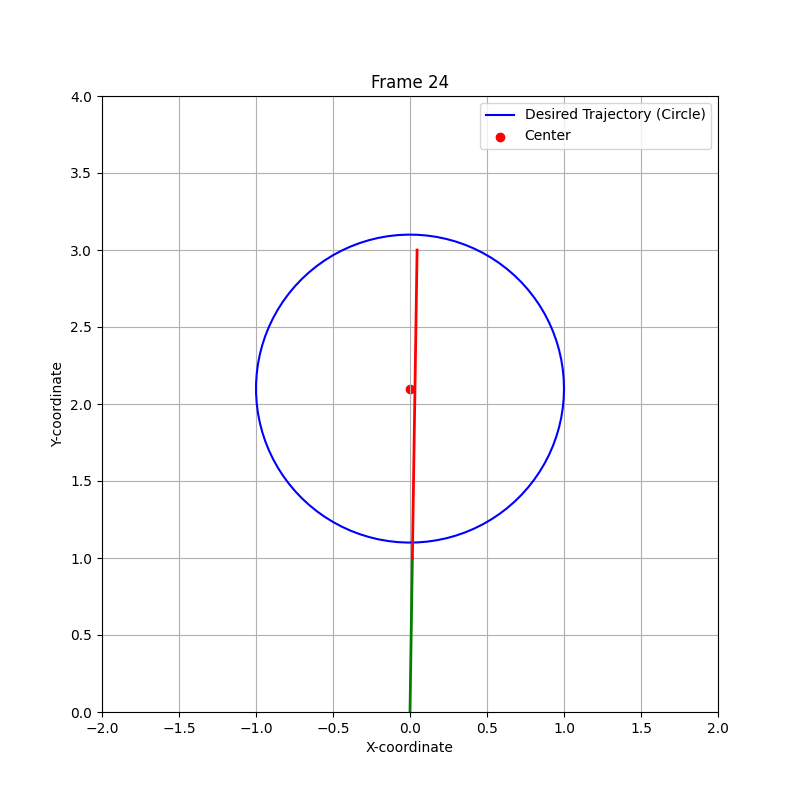 Frame 24
Desired Trajectory (Circle)
Center
4.0
3.5
3.0
2.5
2.0
1.5
1.0
0.5
0.0
Y-coordinate
−2.0 −1.5 −1.0 −0.5 0.0 0.5 1.0 1.5 2.0
X-coordinate